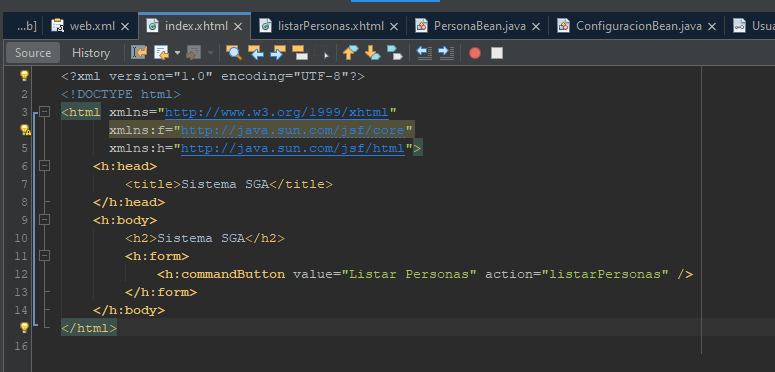 ...b]
web.xml
index.xhtml
listarPersonas.xhtml
PersonaBean.java
ConfiguracionBean.java
Source
History
1 <?xml version="1.0" encoding="UTF-8"?>
2 <!DOCTYPE html>
3 <html xmlns="http://www.w3.org/1999/xhtml"
xmlns:f="http://java.sun.com/jsf/core"
5 xmlns:h="http://java.sun.com/jsf/html">
6 <h:head>
7 <title>Sistema SGA</title>
8 </h:head>
9 <h:body>
10 <h2>Sistema SGA</h2>
11 <h:form>
12 <h:commandButton value="Listar Personas" action="listarPersonas" />
13 </h:form>
14 </h:body>
</html>
16